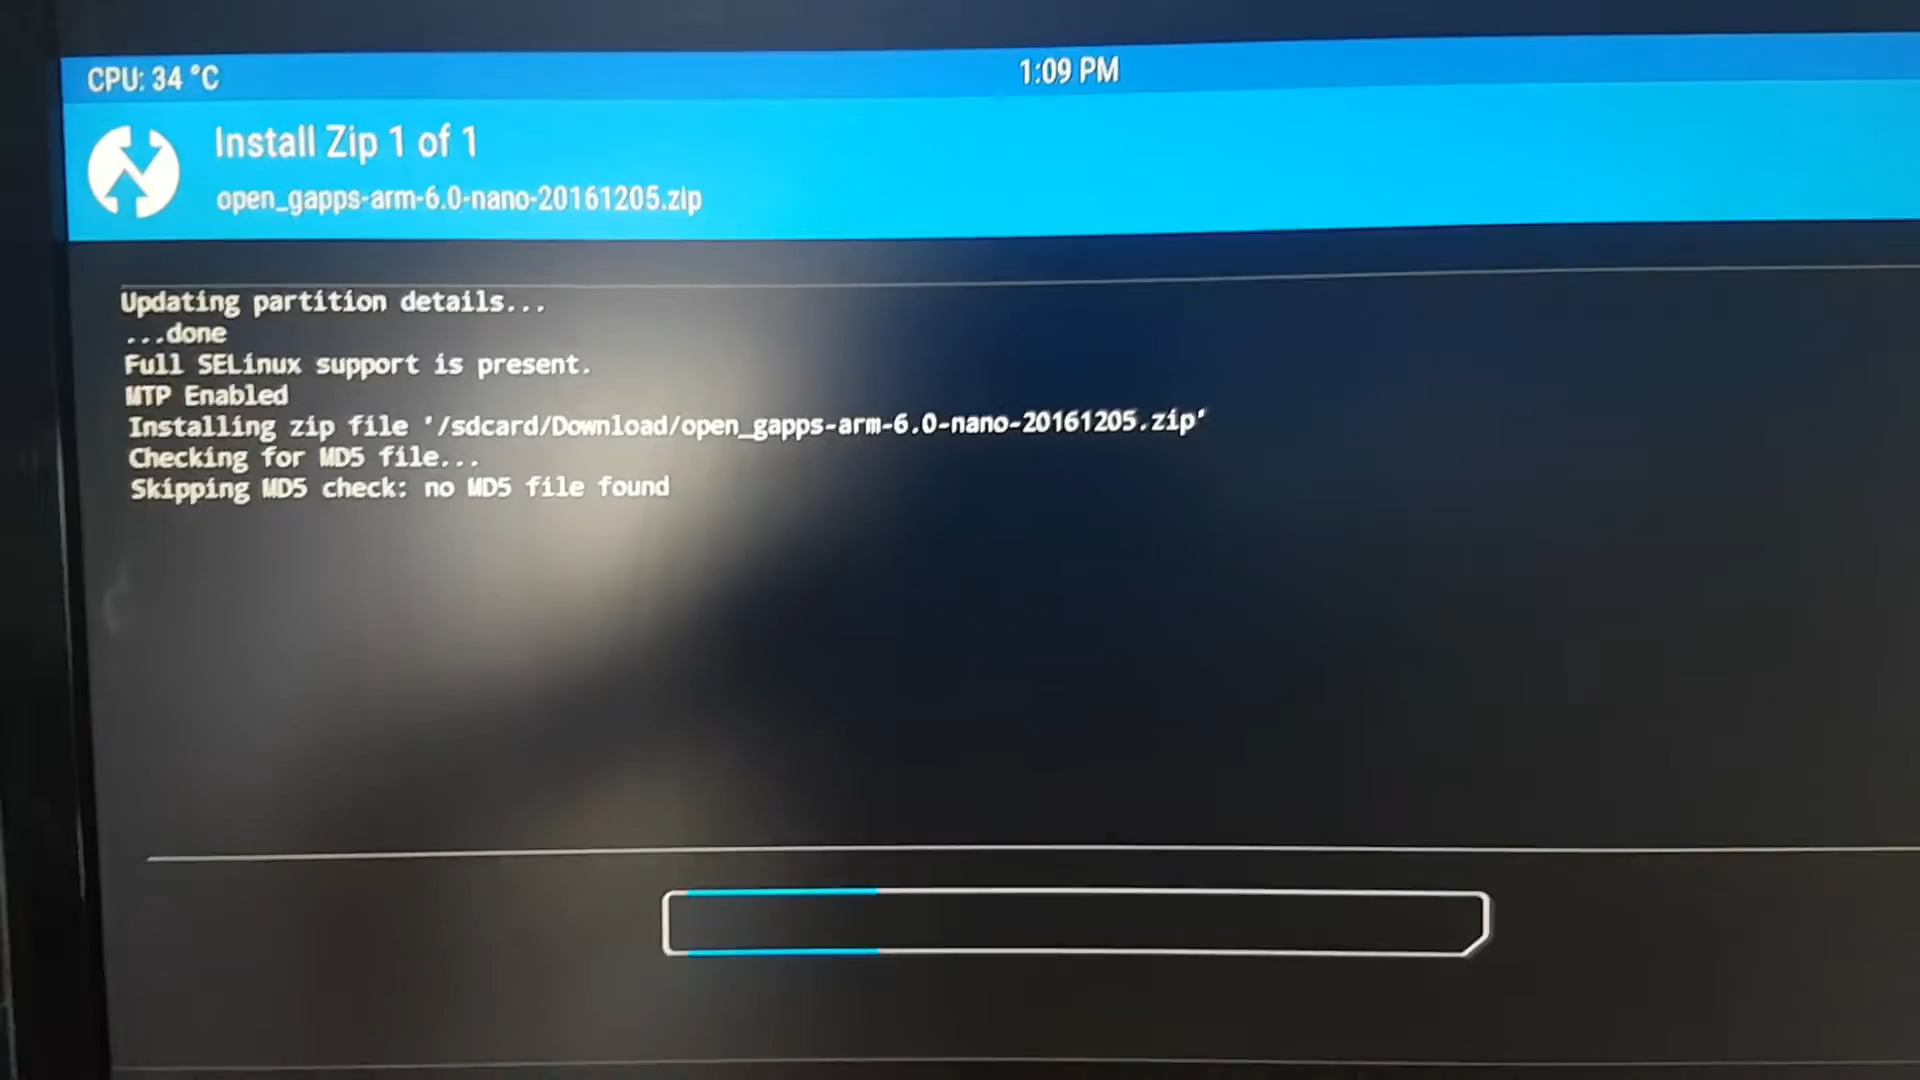 CPU: 34 °C
1:09 PM
Install Zip 1 of 1
open_gapps-arm-6.0-nano-20161205.zip
Updating partition details...
...done
Full SELinux support is present.
MTP Enabled
Installing zip file '/sdcard/Download/open_gapps-arm-6.0-nano-20161205.zip'
Checking for MD5 file...
Skipping MD5 check: no MD5 file found